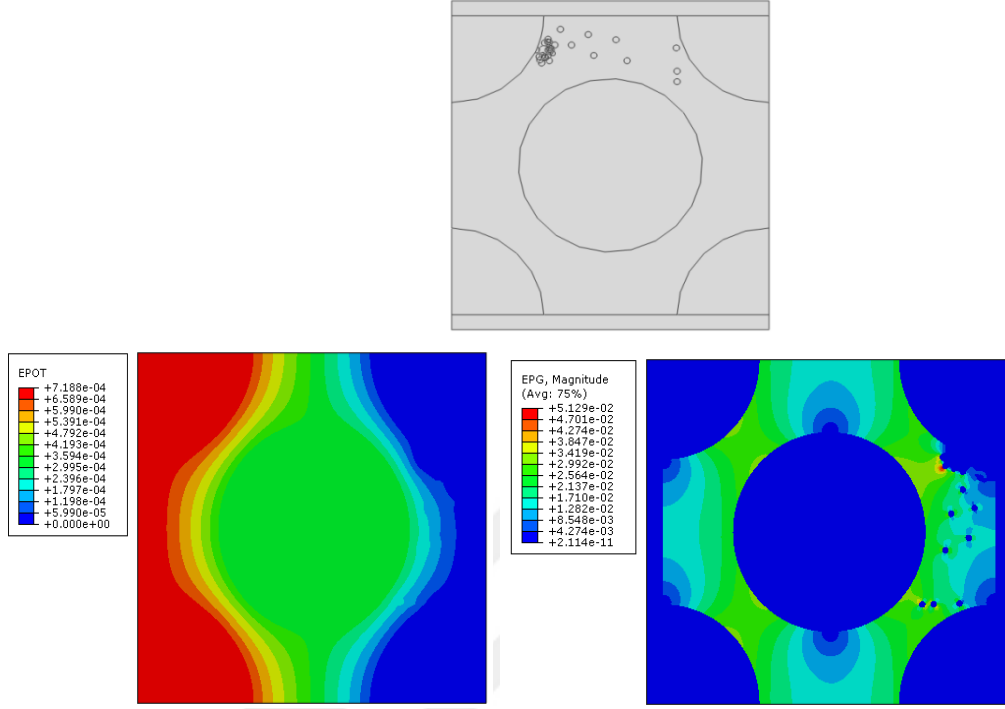 EPOT
+7.188e-04
+6.589e-04
+5.990e-04
+5.391e-04
+4.792e-04
+4.193e-04
+3.594e-04
+2.995e-04
+2.396e-04
+1.797e-04
+1.198e-04
+5.990e-05
+0.000e+00
EPG, Magnitude
(Avg: 75%)
+5.129e-02
+4.701e-02
+4.274e-02
+3.847e-02
+3.419e-02
+2.992e-02
+2.564e-02
+2.137e-02
+1.710e-02
+1.282e-02
+8.548e-03
+4.274e-03
+2.114e-11